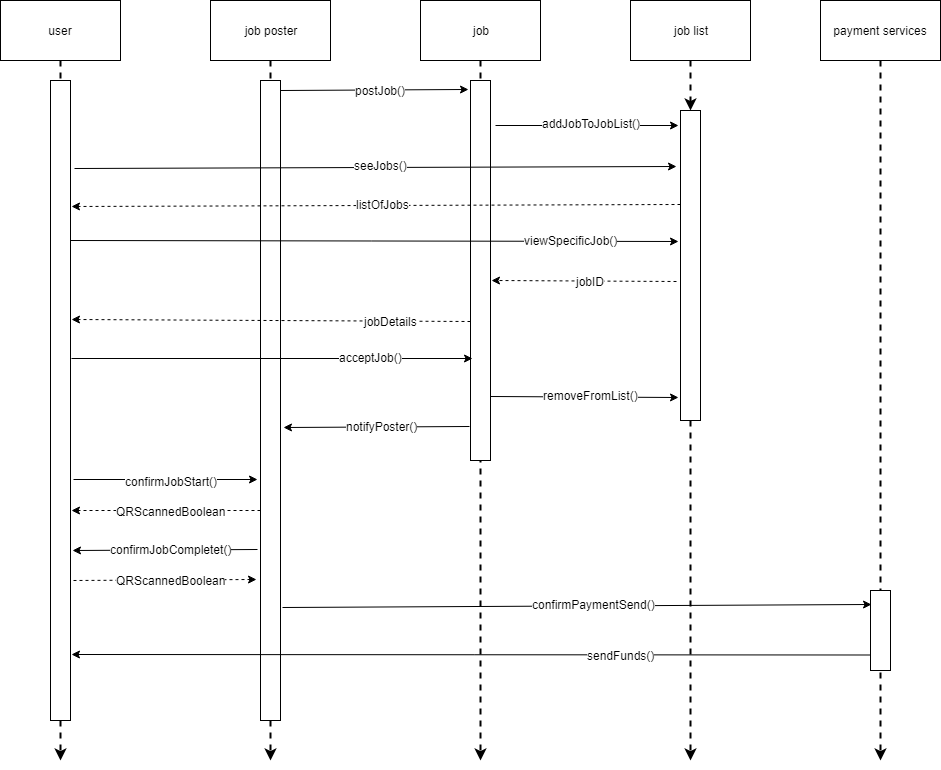 user
job poster
job
job list
payment services
postJob()
addJobToJobList()
seeJobs()
listOfJobs
viewSpecificJob()
jobID
jobDetails
acceptJob()
removeFromList()
notifyPoster()
confirmJobStart()
QRScannedBoolean
confirmJobCompletet()
QRScannedBoolean
confirmPaymentSend()
sendFunds()